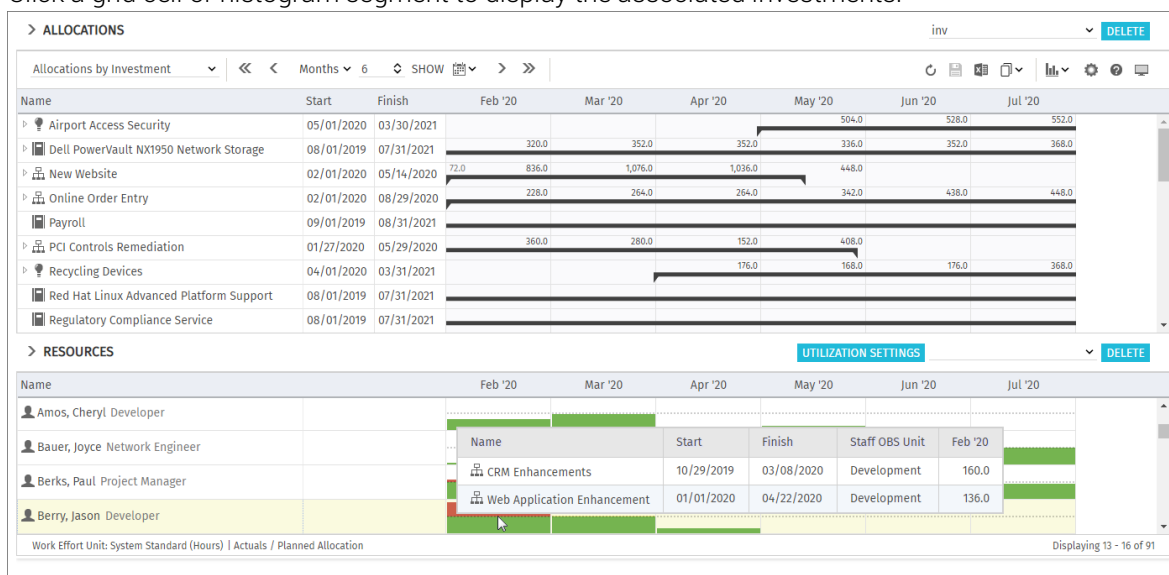 Click a grid cell or histogram segment to display the associated investments.
ALLOCATIONS inv DELETE
Allocations by Investment Months 6 SHOW
Name Start Finish Feb '20 Mar '20 Apr '20 May '20 Jun '20 Jul '20
Airport Access Security 05/01/2020 03/30/2021 504.0 528.0 552.0
Dell PowerVault NX1950 Network Storage 08/01/2019 07/31/2021 320.0 352.0 352.0 336.0 352.0 368.0
New Website 02/01/2020 05/14/2020 72.0 836.0 1,076.0 1,036.0 448.0
Online Order Entry 02/01/2020 08/29/2020 228.0 264.0 264.0 342.0 438.0 448.0
Payroll 09/01/2019 08/31/2021
PCI Controls Remediation 01/27/2020 05/29/2020 360.0 280.0 152.0 408.0
Recycling Devices 04/01/2020 03/31/2021 176.0 168.0 176.0 368.0
Red Hat Linux Advanced Platform Support 08/01/2019 07/31/2021
Regulatory Compliance Service 08/01/2019 07/31/2021
RESOURCES UTILIZATION SETTINGS DELETE
Name Feb '20 Mar '20 Apr '20 May '20 Jun '20 Jul '20
Amos, Cheryl Developer
Bauer, Joyce Network Engineer
Berks, Paul Project Manager
Berry, Jason Developer
Name Start Finish Staff OBS Unit Feb '20
CRM Enhancements 10/29/2019 03/08/2020 Development 160.0
Web Application Enhancement 01/01/2020 04/22/2020 Development 136.0
Work Effort Unit: System Standard (Hours) | Actuals / Planned Allocation Displaying 13 - 16 of 91